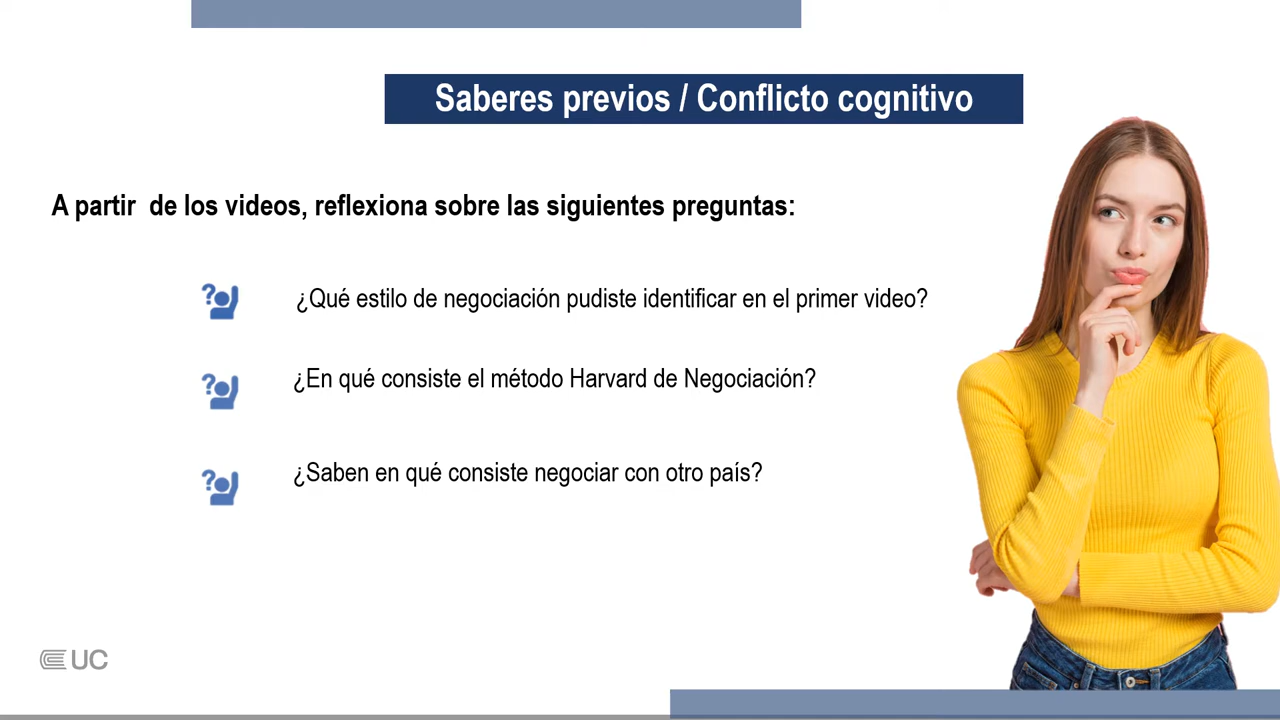 Saberes previos / Conflicto cognitivo
A partir de los videos, reflexiona sobre las siguientes preguntas:
¿Qué estilo de negociación pudiste identificar en el primer video?
¿En qué consiste el método Harvard de Negociación?
¿Saben en qué consiste negociar con otro país?
UC